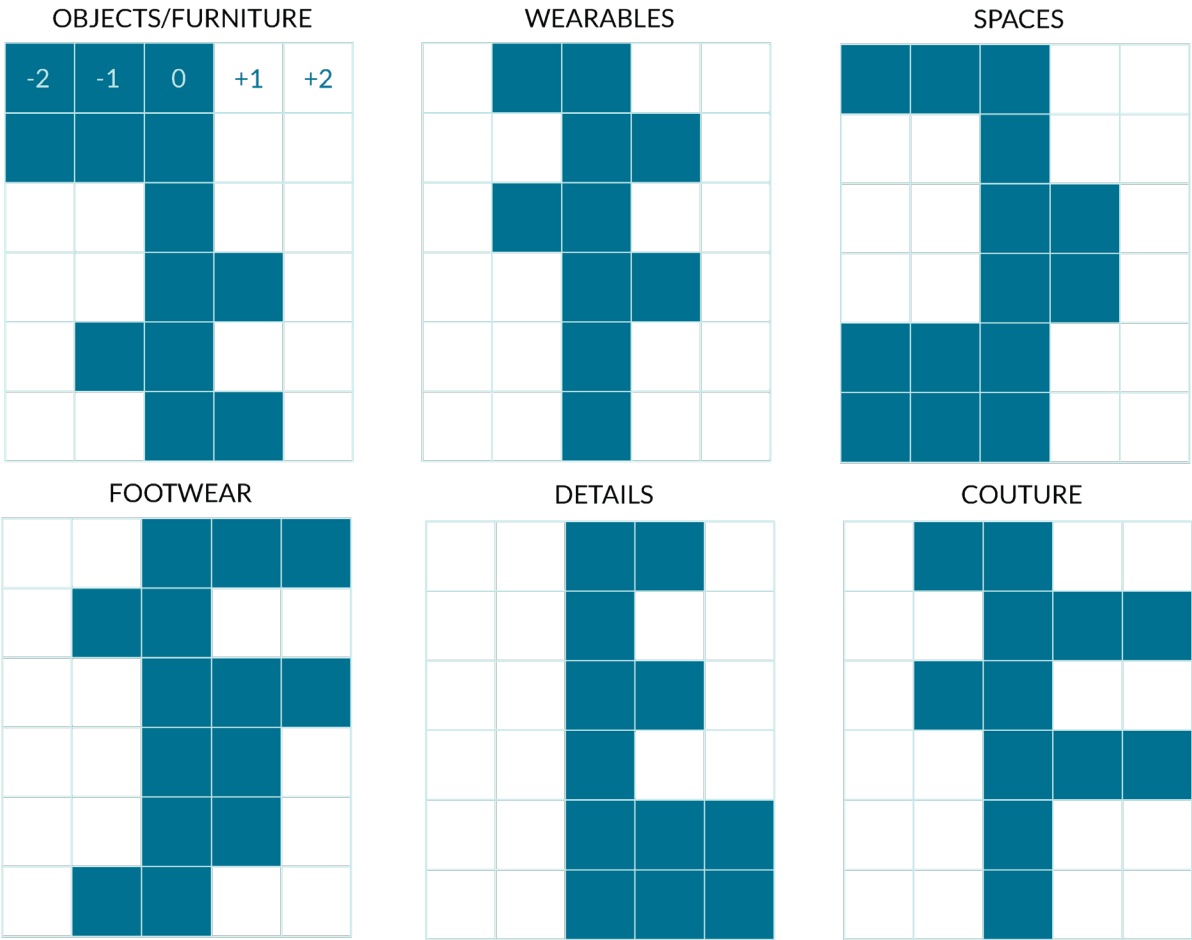 OBJECTS/FURNITURE
WEARABLES
SPACES
-2 -1 0 +1 +2
FOOTWEAR
DETAILS
COUTURE